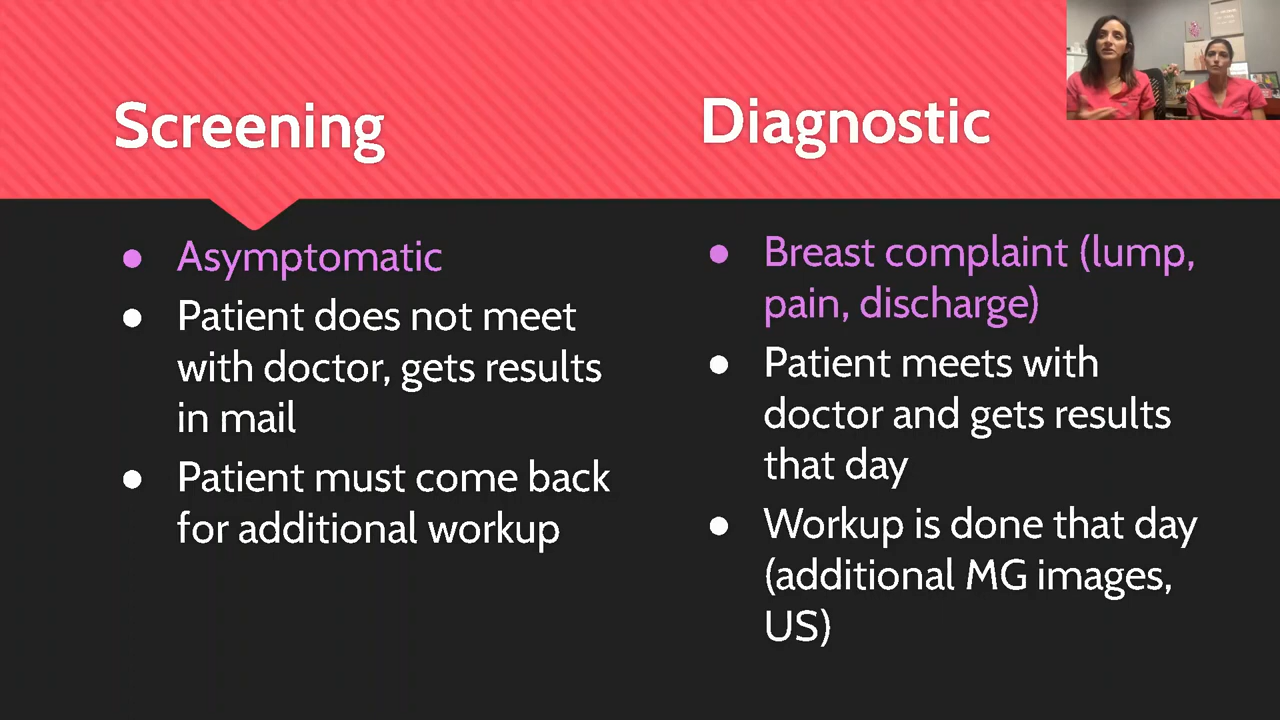 Screening
Asymptomatic
Patient does not meet
with doctor, gets results
in mail
Patient must come back
for additional workup
Diagnostic
Breast complaint (lump,
pain, discharge)
Patient meets with
doctor and gets results
that day
Workup is done that day
(additional MG images,
US)